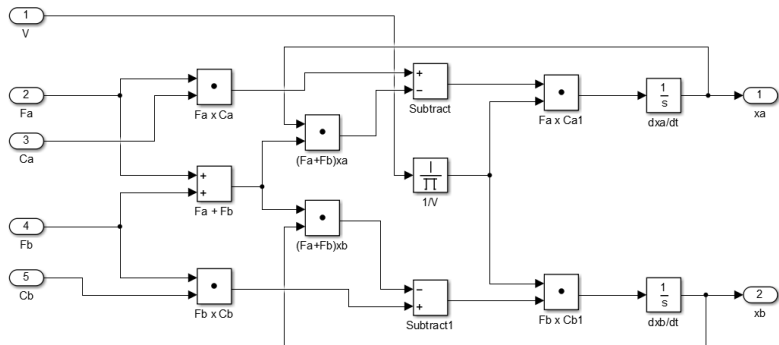 1
V
2
Fa
3
Ca
4
Fb
5
Cb
Fa x Ca
(Fa+Fb)xa
+
+
Fa + Fb
(Fa+Fb)xb
Fb x Cb
+
−
Subtract
1
∏
1/V
−
+
Subtract1
Fa x Ca1
Fb x Cb1
1
s
dxa/dt
1
s
dxb/dt
1
xa
2
xb